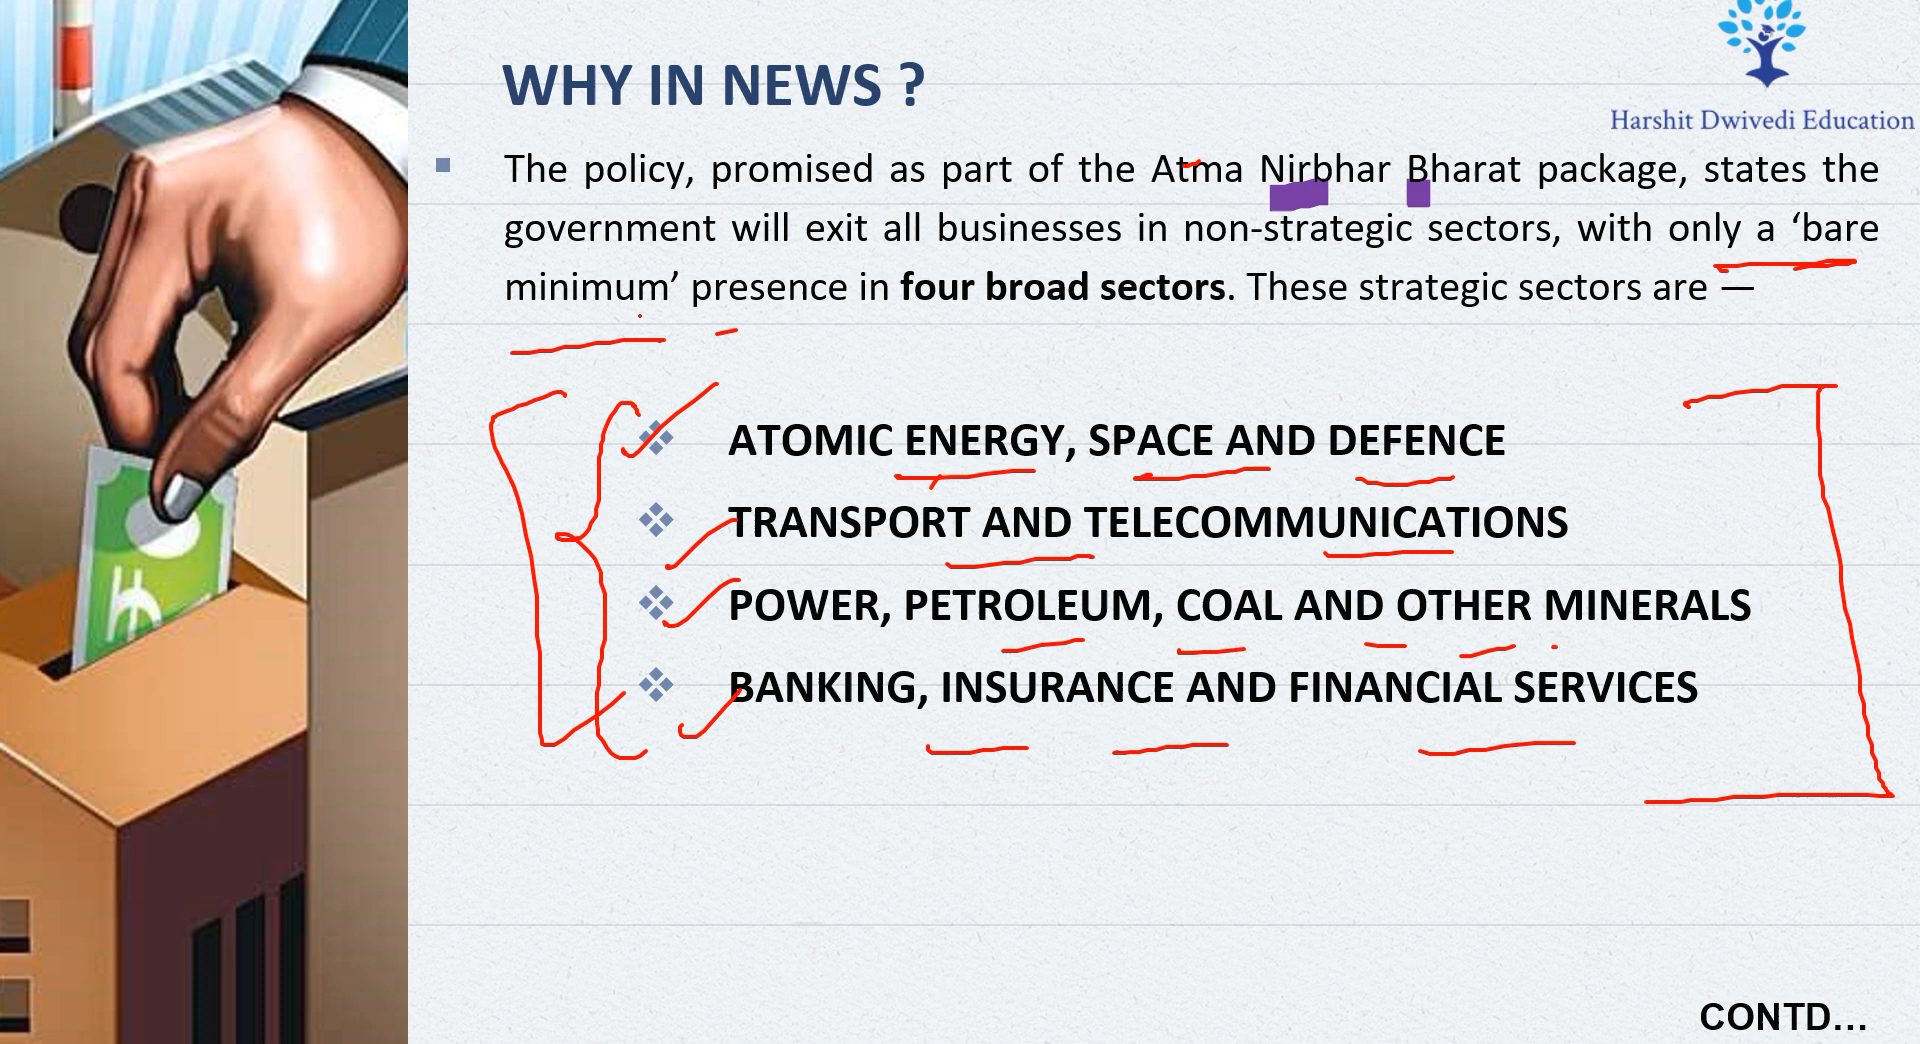 WHY IN NEWS ?
Harshit Dwivedi Education
The policy, promised as part of the Atma Nirbhar Bharat package, states the
government will exit all businesses in non-strategic sectors, with only a ‘bare
minimum’ presence in four broad sectors. These strategic sectors are —
ATOMIC ENERGY, SPACE AND DEFENCE
TRANSPORT AND TELECOMMUNICATIONS
POWER, PETROLEUM, COAL AND OTHER MINERALS
BANKING, INSURANCE AND FINANCIAL SERVICES
CONTD...